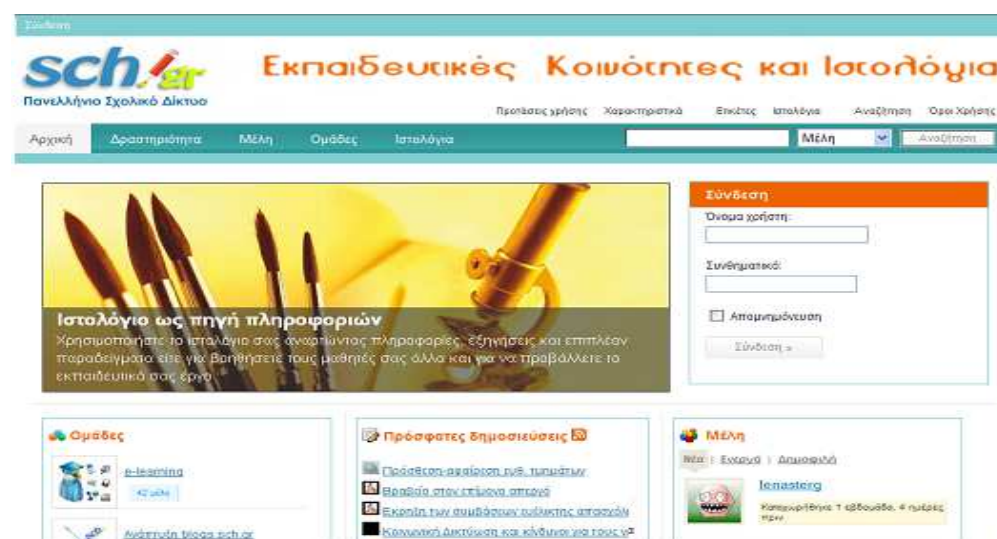 Σύνδεση
sch.gr
Πανελλήνιο Σχολικό Δίκτυο
Εκπαιδευτικές Κοινότητες και Ιστολόγια
Προτάσεις χρήσης Χαρακτηριστικά Ετικέτες Ιστολόγια Αναζήτηση Όροι Χρήσης
Αρχική Δραστηριότητα Μέλη Ομάδες Ιστολόγια Μέλη Αναζήτηση
Ιστολόγιο ως πηγή πληροφοριών
Χρησιμοποιήστε το ιστολόγιο σας αναρτώντας πληροφορίες, εξηγήσεις και επιπλέον
παραδείγματα είτε για βοηθήσετε τους μαθητές σας άλλα και για να προβάλλετε το
εκπαιδευτικό σας έργο
Σύνδεση
Όνομα χρήστη:
Συνθηματικό:
Απομνημόνευση
Σύνδεση »
Ομάδες
e-learning
42 μέλη
Ανάπτυξη blogs.sch.gr
Πρόσφατες δημοσιεύσεις
Πρόσθεση-αφαίρεση ευθ. τμημάτων
Βραβείο στον επίμονο σποργό
Έκρηξη των συμβάσεων ευέλικτης απασχόλ
Κοινωνική Δικτύωση και κίνδυνοι για τους γα
Μέλη
Νέα | Ενεργά | Δημοφιλή
lenasterg
Καταχωρήθηκε 1 εβδομάδα, 4 ημέρες
πριν